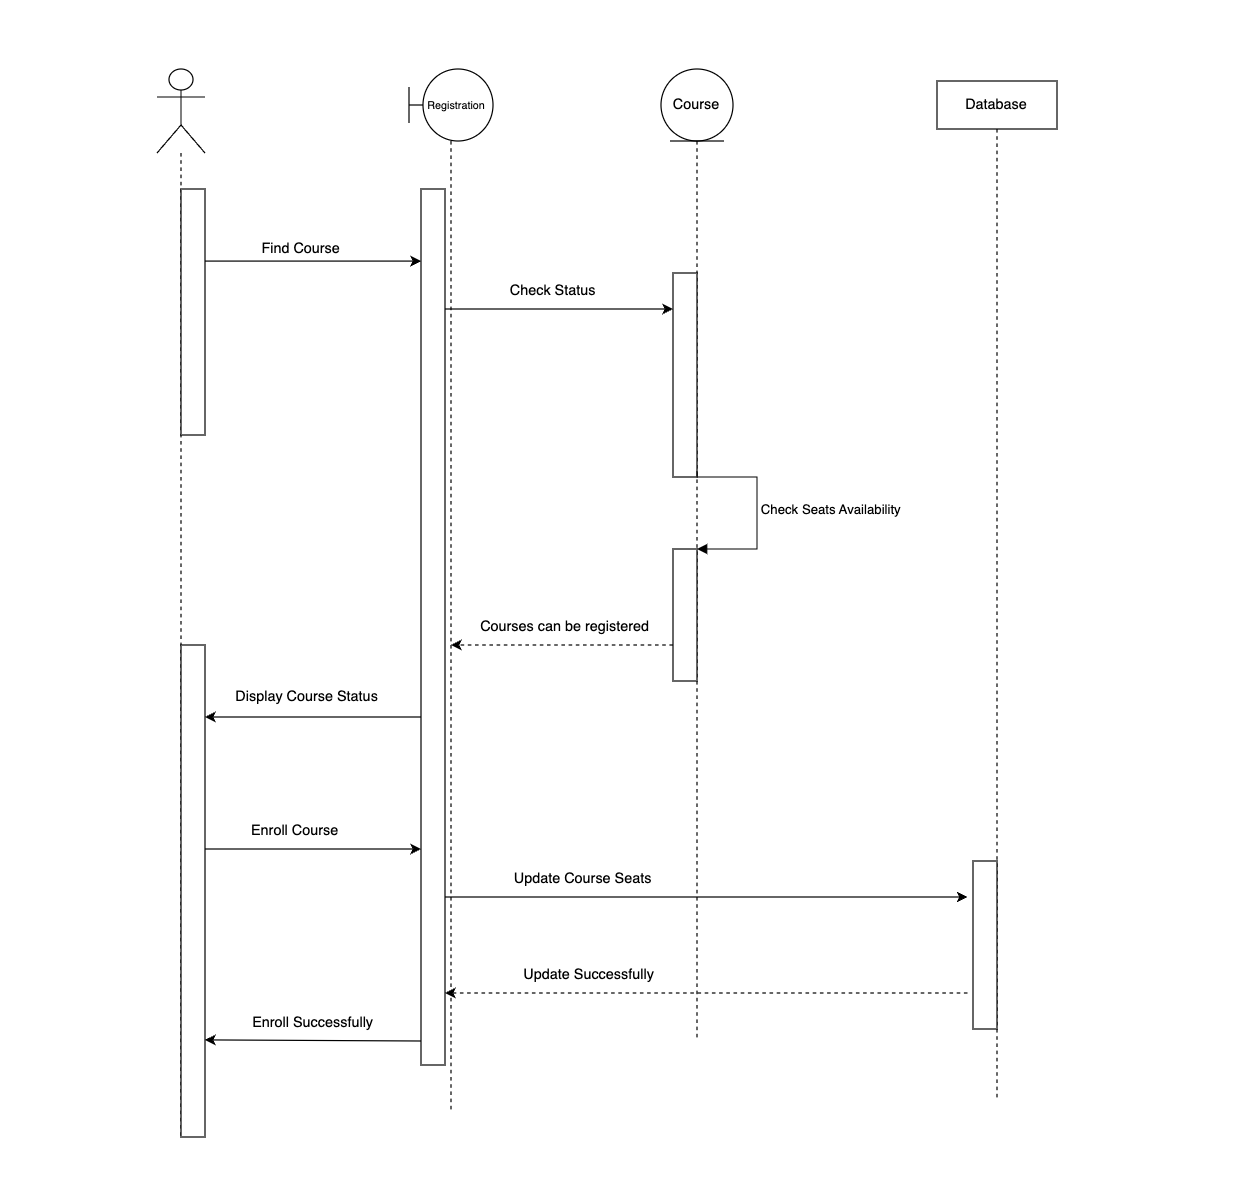 Registration
Course
Database
Find Course
Check Status
Check Seats Availability
Courses can be registered
Display Course Status
Enroll Course
Update Course Seats
Update Successfully
Enroll Successfully